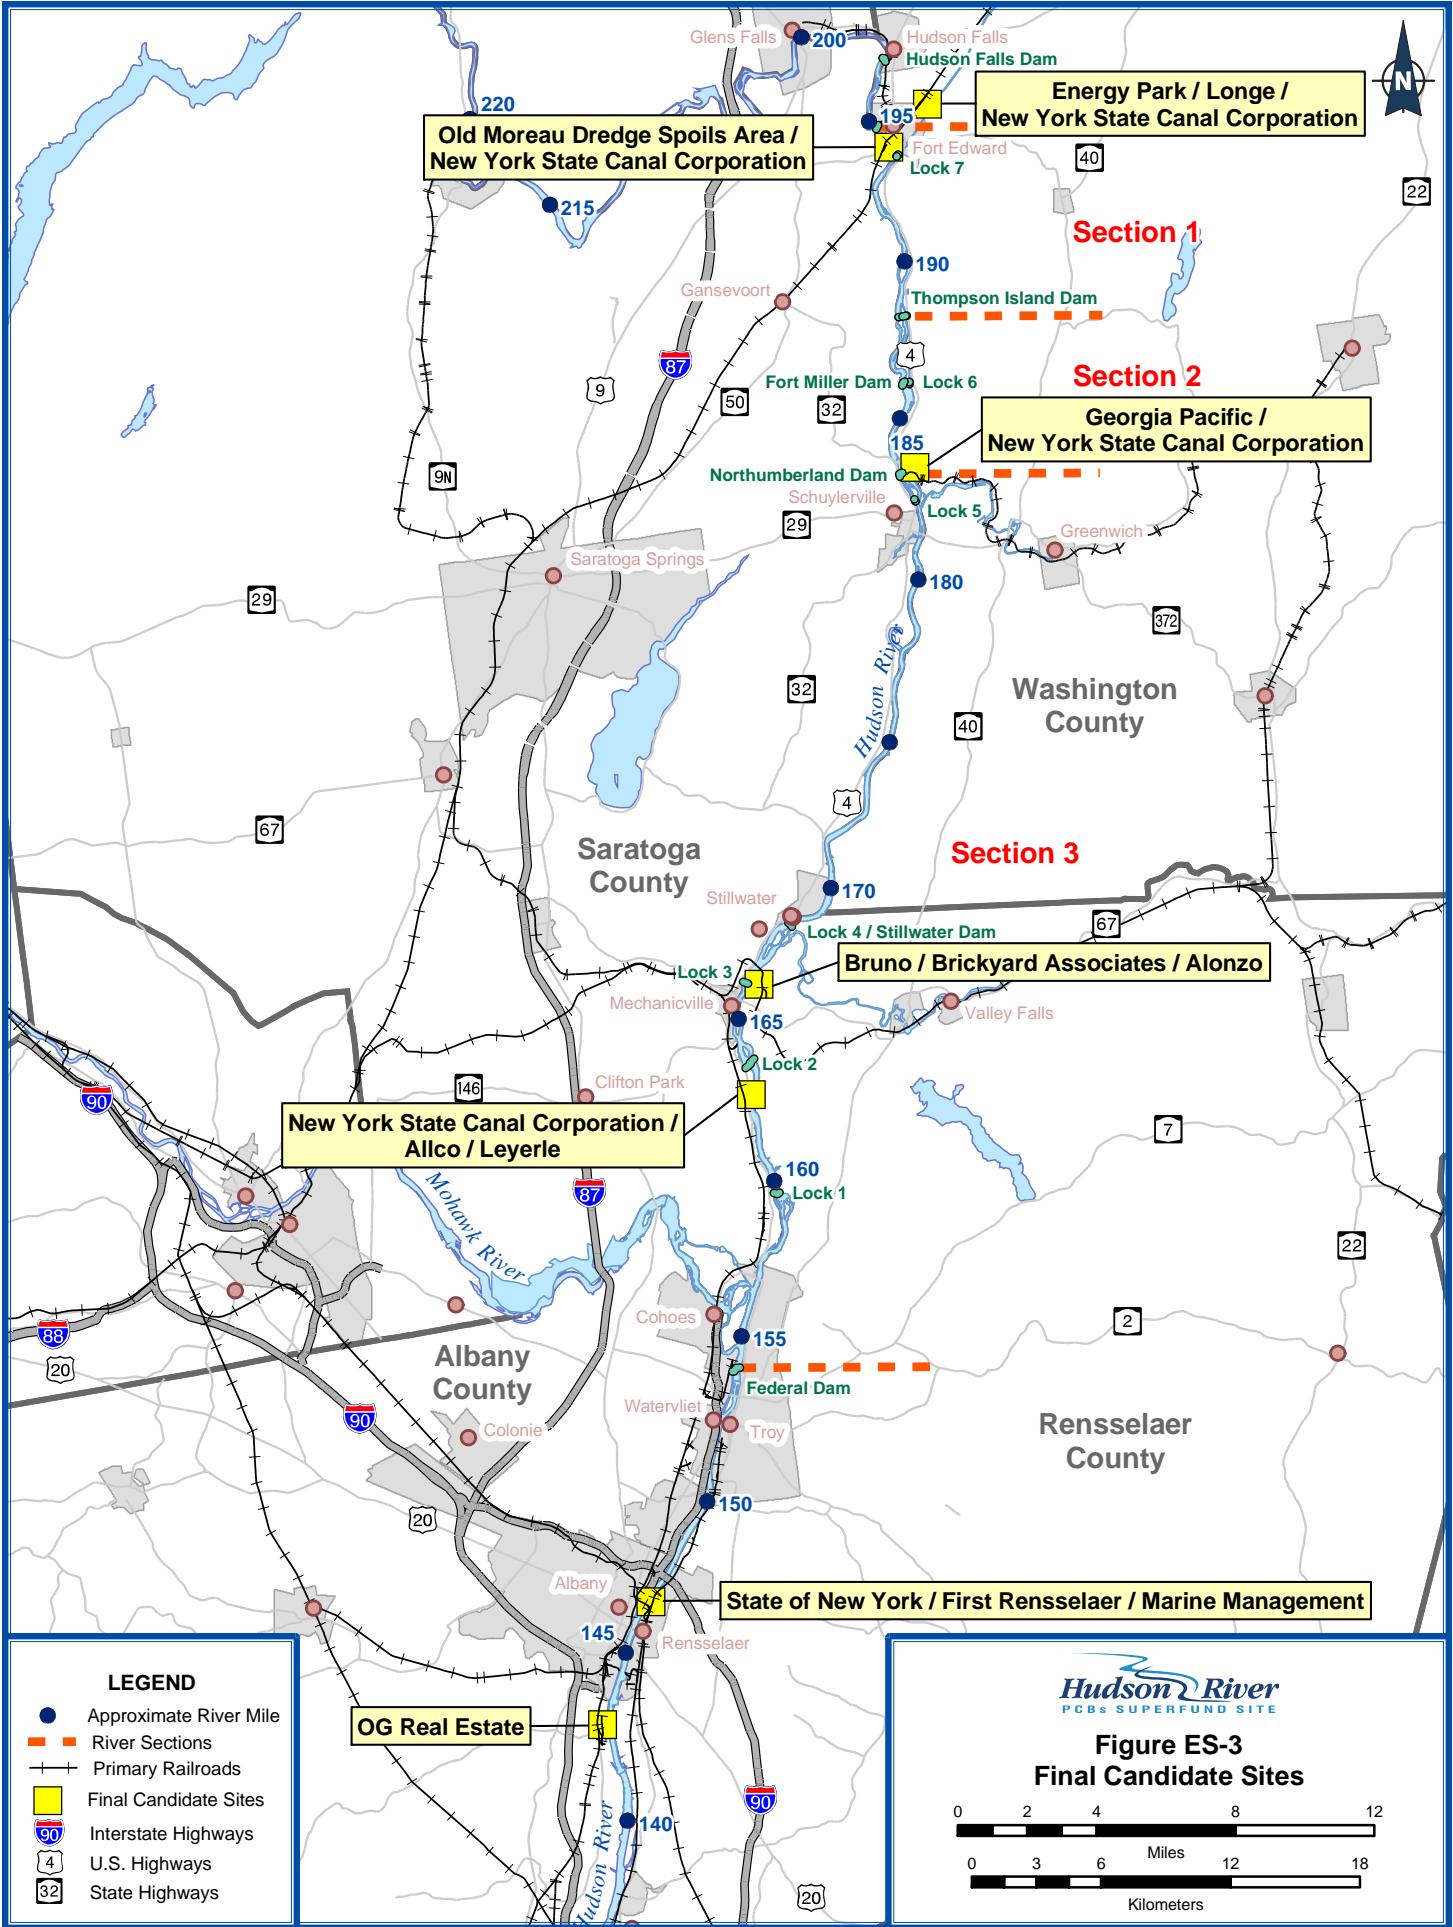 Glens Falls
200
Hudson Falls
Hudson Falls Dam
N
220
Energy Park / Longe /
New York State Canal Corporation
195
Old Moreau Dredge Spoils Area /
New York State Canal Corporation
Fort Edward
Lock 7
40
22
215
Section 1
190
Gansevoort
Thompson Island Dam
4
87
Section 2
Fort Miller Dam
Lock 6
9
50
32
Georgia Pacific /
New York State Canal Corporation
185
9N
Northumberland Dam
Schuylerville
Lock 5
29
Greenwich
Saratoga Springs
180
29
372
Hudson River
32
Washington
County
40
4
67
Saratoga
County
Section 3
170
Stillwater
67
Lock 4 / Stillwater Dam
Bruno / Brickyard Associates / Alonzo
Lock 3
Mechanicville
Valley Falls
165
Lock 2
90
146
Clifton Park
New York State Canal Corporation /
Allco / Leyerle
7
160
Lock 1
87
Mohawk River
22
Cohoes
2
88
155
20
Albany
County
Federal Dam
90
Watervliet
Troy
Colonie
Rensselaer
County
150
20
Albany
State of New York / First Rensselaer / Marine Management
145
Rensselaer
OG Real Estate
90
140
Hudson River
20
LEGEND
Approximate River Mile
River Sections
Primary Railroads
Final Candidate Sites
90
Interstate Highways
4
U.S. Highways
32
State Highways
Hudson River
PCBs SUPERFUND SITE
Figure ES-3
Final Candidate Sites
0 2 4 8 12
Miles
0 3 6 12 18
Kilometers